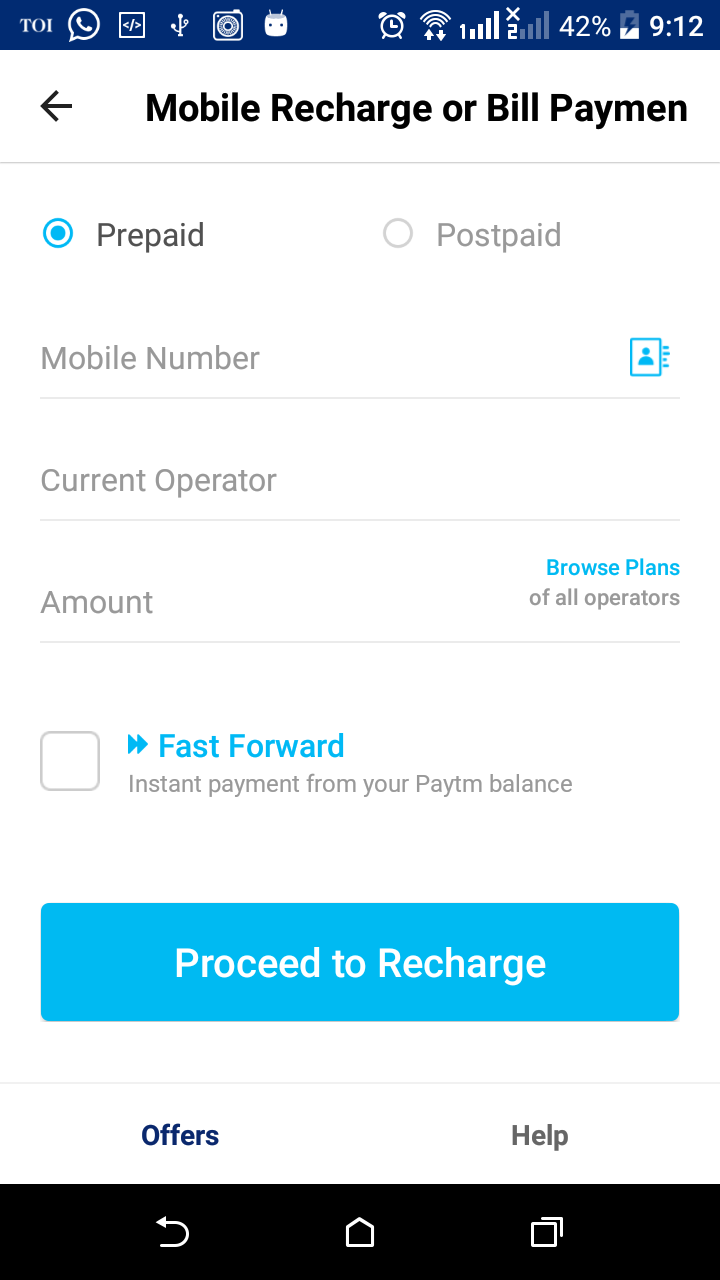 TOI 1 2 42% 9:12
Mobile Recharge or Bill Paymen
Prepaid Postpaid
Mobile Number
Current Operator
Browse Plans
Amount
of all operators
Fast Forward
Instant payment from your Paytm balance
Proceed to Recharge
Offers Help